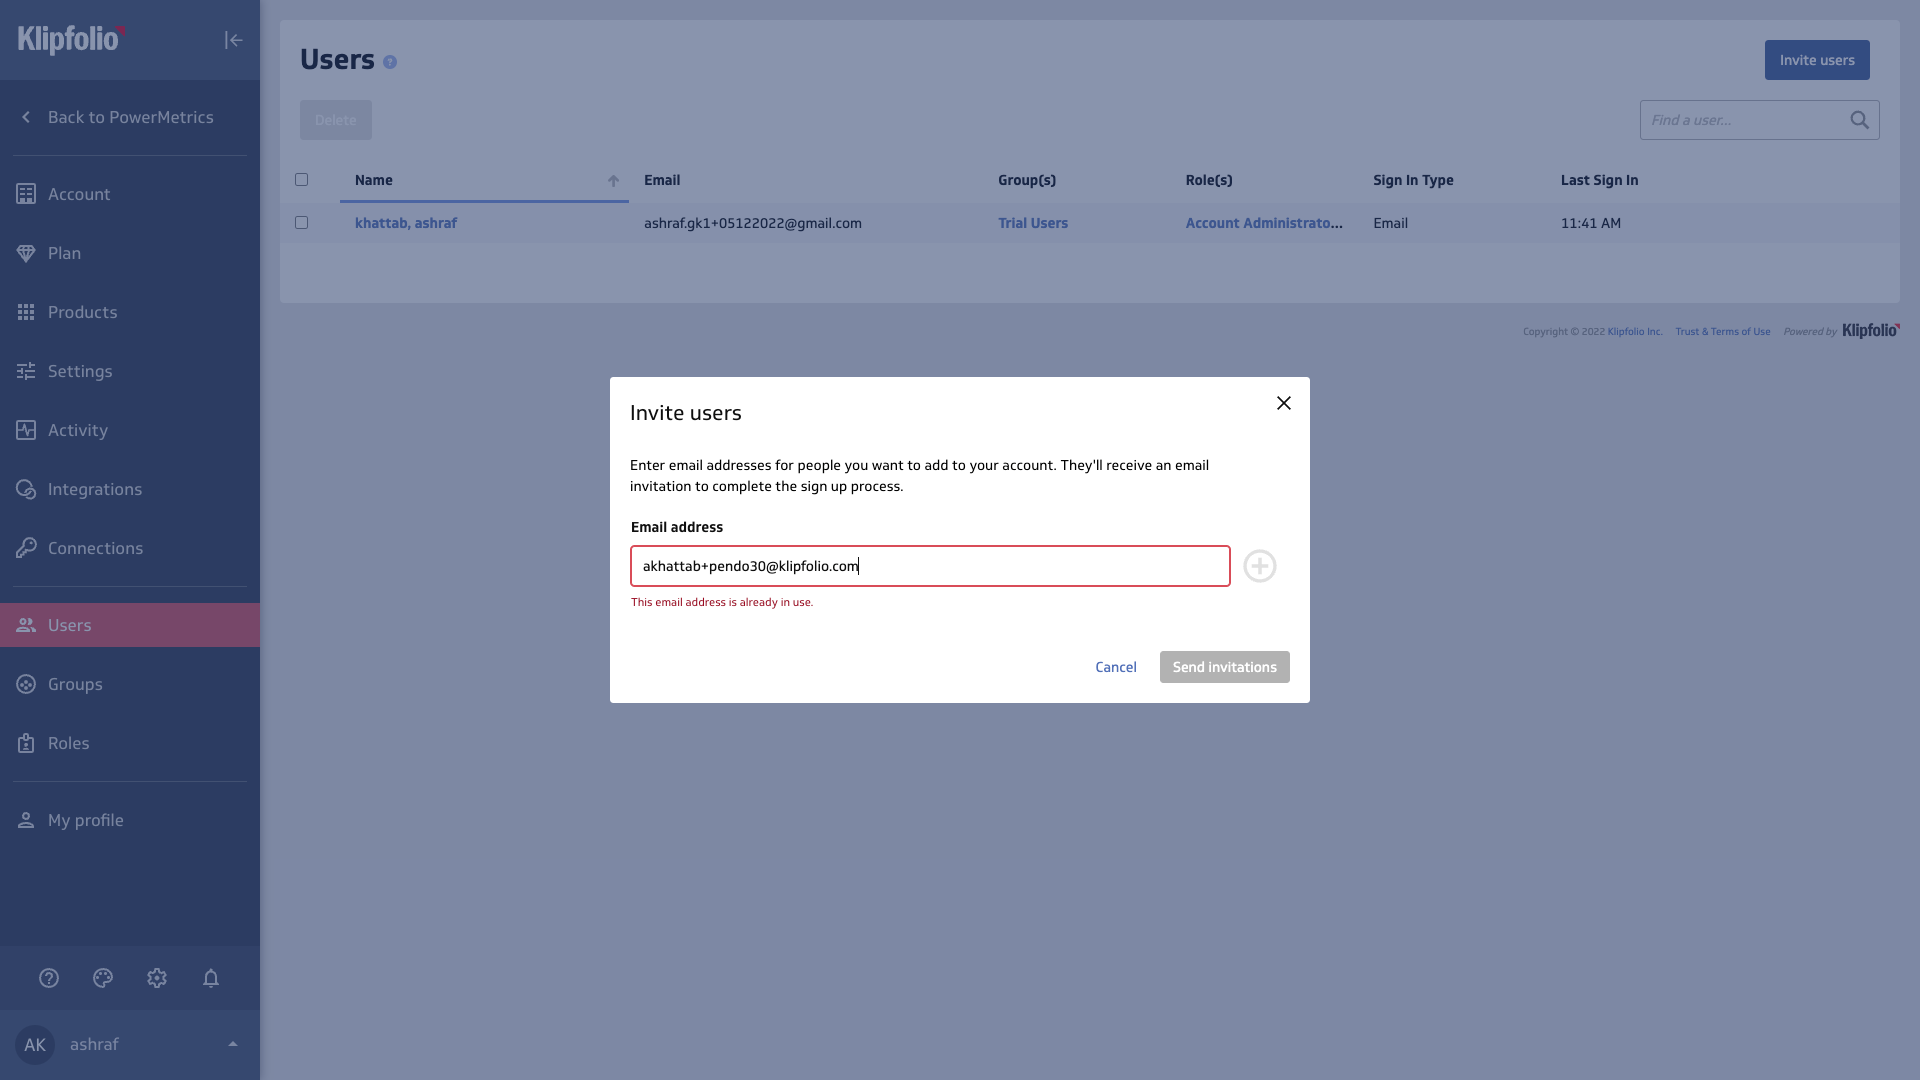 Klipfolio
Back to PowerMetrics
Account
Plan
Products
Settings
Activity
Integrations
Connections
Users
Groups
Roles
My profile
AK ashraf
Users ?
Invite users
Delete
Find a user...
Name Email Group(s) Role(s) Sign In Type Last Sign In
khattab, ashraf ashraf.gk1+05122022@gmail.com Trial Users Account Administrato... Email 11:41 AM
Copyright © 2022 Klipfolio Inc. Trust & Terms of Use Powered by Klipfolio
Invite users
Enter email addresses for people you want to add to your account. They'll receive an email
invitation to complete the sign up process.
Email address
akhattab+pendo30@klipfolio.com
This email address is already in use.
Cancel Send invitations